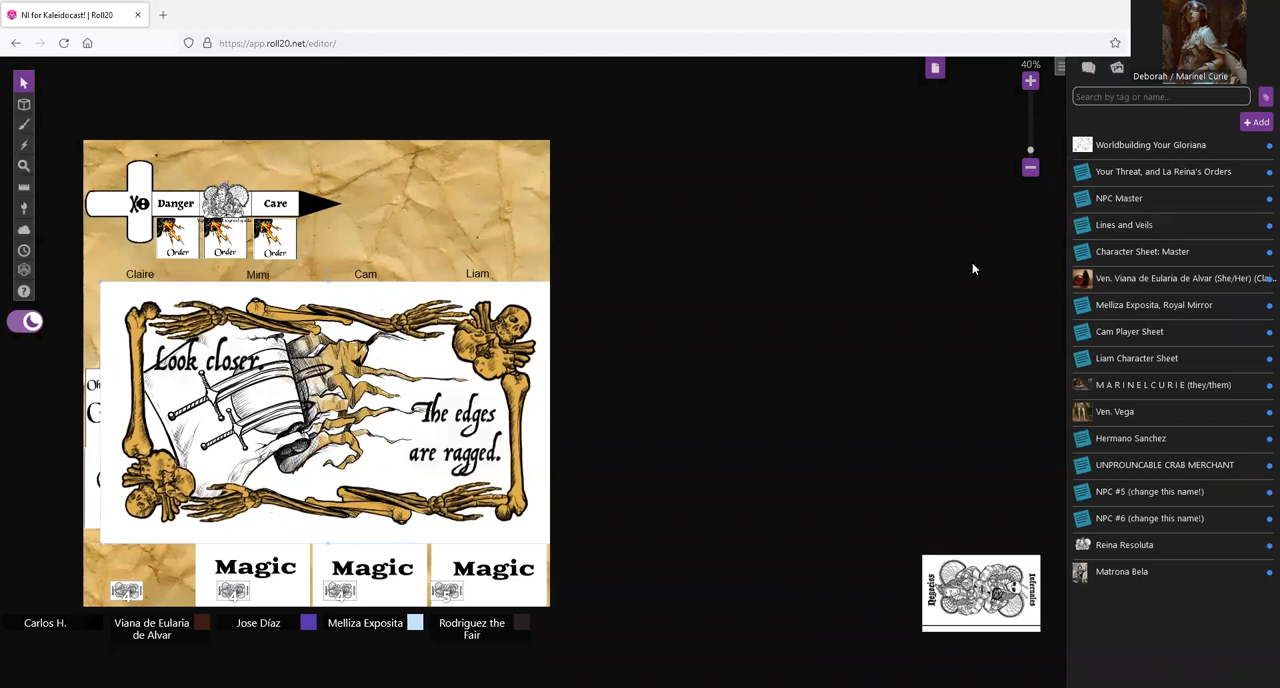 NI for Kaleidocast! | Roll20
https://app.roll20.net/editor/
40%
Deborah / Marinel Curie
Search by tag or name...
+ Add
Worldbuilding Your Gloriana
Your Threat, and La Reina's Orders
NPC Master
Lines and Veils
Character Sheet: Master
Ven. Viana de Eularia de Alvar (She/Her) (Clai...
Melliza Exposita, Royal Mirror
Cam Player Sheet
Liam Character Sheet
M A R I N E L C U R I E (they/them)
Ven. Vega
Hermano Sanchez
UNPROUNCABLE CRAB MERCHANT
NPC #5 (change this name!)
NPC #6 (change this name!)
Reina Resoluta
Matrona Bela
Danger
Care
Order
Order
Order
Claire
Mimi
Cam
Liam
Look closer.
The edges
are ragged.
Magic
Magic
Magic
Negocios
Infernales
Carlos H.
Viana de Eularia
de Alvar
Jose Díaz
Melliza Exposita
Rodriguez the
Fair